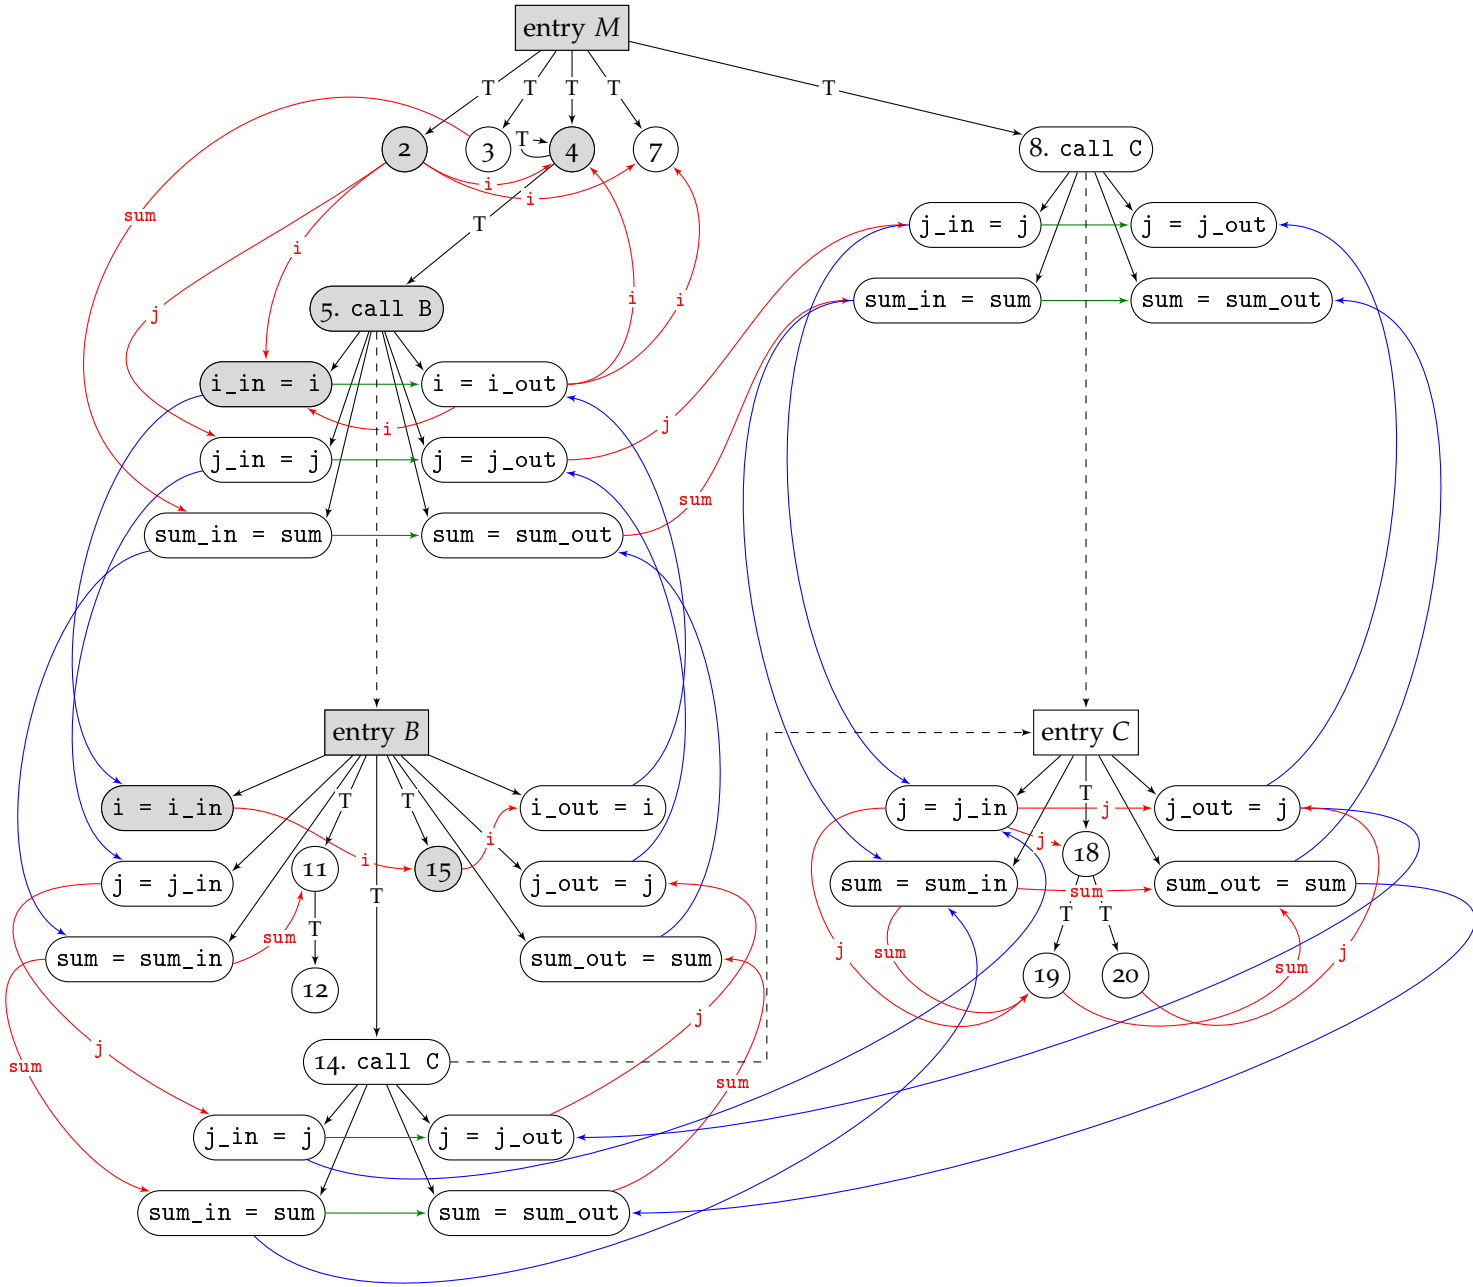 entry M
T T T T T
2 T 3 4 7 8. call C
i
i
sum
j_in = j j = j_out
T
i
sum_in = sum sum = sum_out
i i
j
5. call B
i_in = i i = i_out
i
j
j_in = j j = j_out
sum
sum_in = sum sum = sum_out
entry B entry C
T T T
i = i_in i_out = i j = j_in j j_out = j
i i j
11 15 18
j = j_in j_out = j sum = sum_in sum sum_out = sum
T
T T
T sum j sum sum j
sum = sum_in sum_out = sum
19 20
12
j j
14. call C
sum sum
j_in = j j = j_out
sum_in = sum sum = sum_out